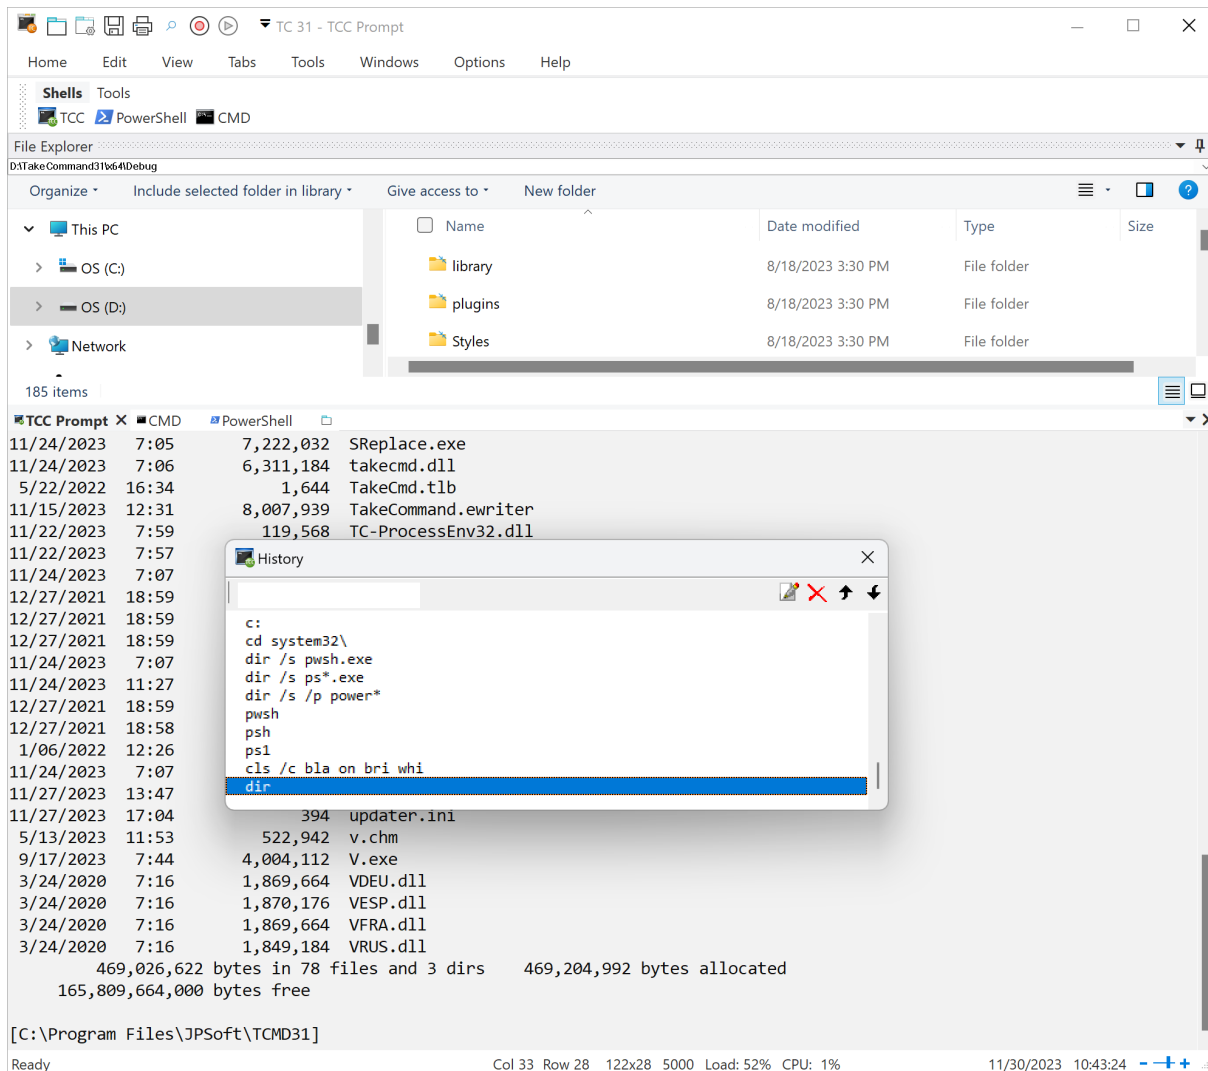 TC 31 - TCC Prompt
Home Edit View Tabs Tools Windows Options Help
Shells Tools
TCC PowerShell CMD
File Explorer
D:\TakeCommand31\x64\Debug
Organize Include selected folder in library Give access to New folder
Name Date modified Type Size
This PC
OS (C:)
OS (D:)
Network
library 8/18/2023 3:30 PM File folder
plugins 8/18/2023 3:30 PM File folder
Styles 8/18/2023 3:30 PM File folder
185 items
TCC Prompt CMD PowerShell
11/24/2023 7:05 7,222,032 SReplace.exe
11/24/2023 7:06 6,311,184 takecmd.dll
5/22/2022 16:34 1,644 TakeCmd.tlb
11/15/2023 12:31 8,007,939 TakeCommand.ewriter
11/22/2023 7:59 119,568 TC-ProcessEnv32.dll
11/22/2023 7:57
11/24/2023 7:07
12/27/2021 18:59
12/27/2021 18:59
12/27/2021 18:59
11/24/2023 7:07
11/24/2023 11:27
12/27/2021 18:59
12/27/2021 18:58
1/06/2022 12:26
11/24/2023 7:07
11/27/2023 13:47
History
c:
cd system32\
dir /s pwsh.exe
dir /s ps*.exe
dir /s /p power*
pwsh
psh
ps1
cls /c bla on bri whi
dir
11/27/2023 17:04 394 updater.ini
5/13/2023 11:53 522,942 v.chm
9/17/2023 7:44 4,004,112 V.exe
3/24/2020 7:16 1,869,664 VDEU.dll
3/24/2020 7:16 1,870,176 VESP.dll
3/24/2020 7:16 1,869,664 VFRA.dll
3/24/2020 7:16 1,849,184 VRUS.dll
469,026,622 bytes in 78 files and 3 dirs 469,204,992 bytes allocated
165,809,664,000 bytes free
[C:\Program Files\JPSoft\TCMD31]
Ready Col 33 Row 28 122x28 5000 Load: 52% CPU: 1% 11/30/2023 10:43:24